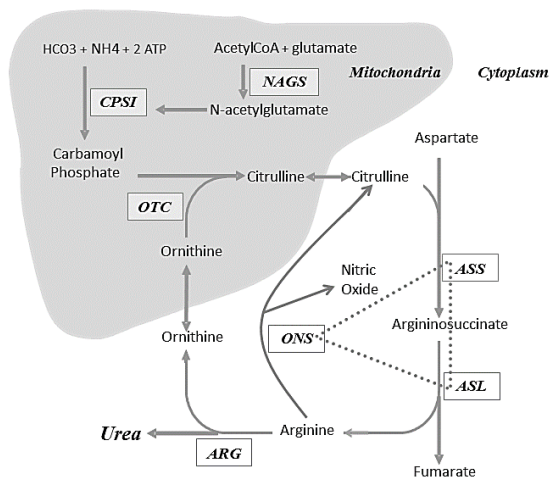 HCO3 + NH4 + 2 ATP
AcetylCoA + glutamate
NAGS
Mitochondria
Cytoplasm
CPSI
N-acetylglutamate
Aspartate
Carbamoyl
Phosphate
Citrulline
Citrulline
OTC
Ornithine
Nitric
Oxide
ASS
Ornithine
ONS
Argininosuccinate
ASL
Urea
Arginine
ARG
Fumarate